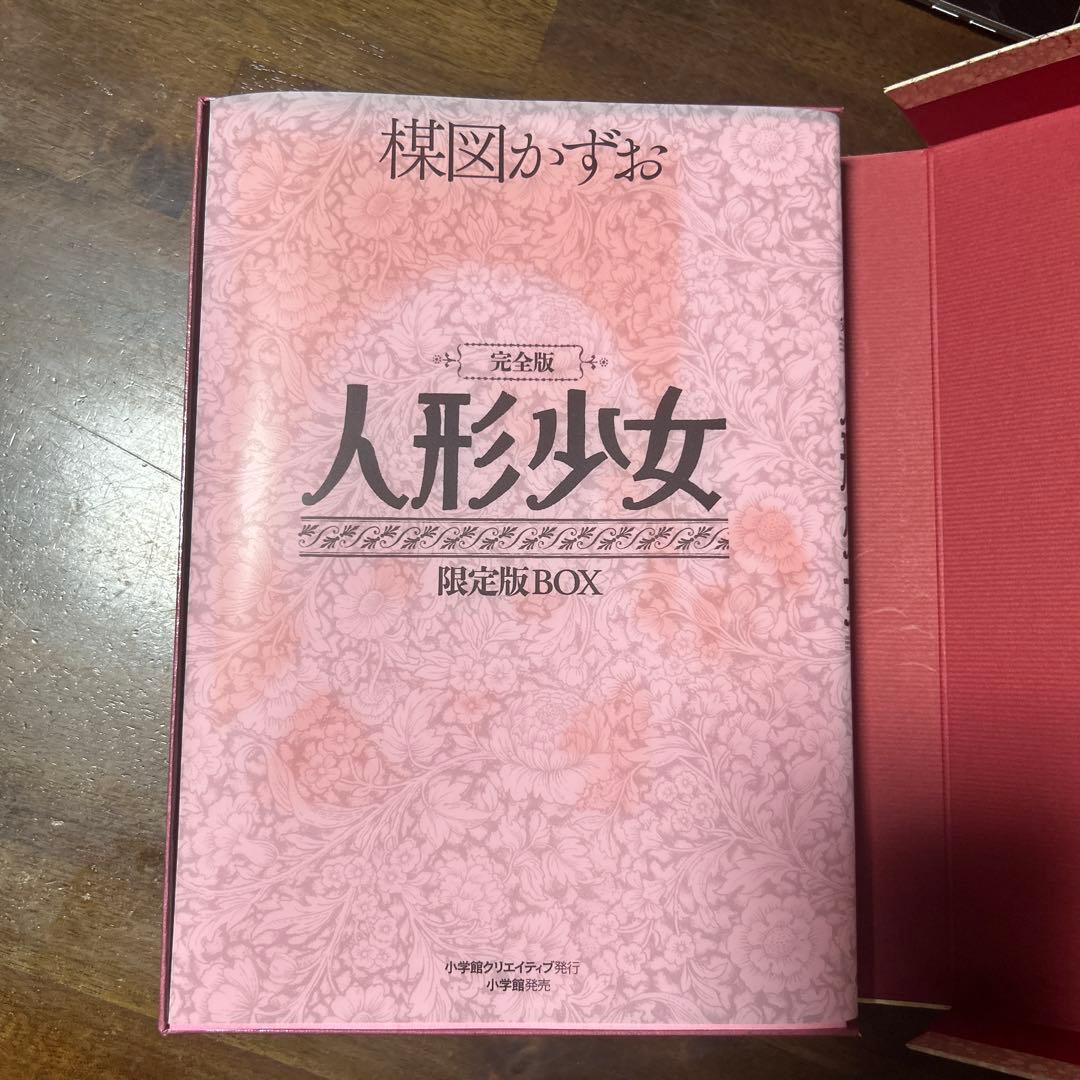 楳図かずお
完全版
人形少女
限定版BOX
小学館クリエイティブ発行
小学館発売